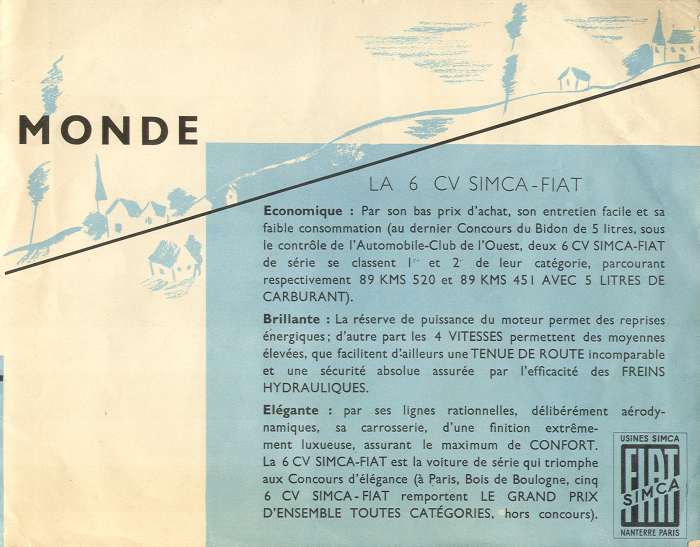 MONDE
LA 6 CV SIMCA-FIAT
Economique : Par son bas prix d'achat, son entretien facile et sa
faible consommation (au dernier Concours du Bidon de 5 litres, sous
le contrôle de l'Automobile-Club de l'Ouest, deux 6 CV SIMCA-FIAT
de série se classent 1er et 2e de leur catégorie, parcourant
respectivement 89 KMS 520 et 89 KMS 451 AVEC 5 LITRES DE
CARBURANT).
Brillante : La réserve de puissance du moteur permet des reprises
énergiques; d'autre part les 4 VITESSES permettent des moyennes
élevées, que facilitent d'ailleurs une TENUE DE ROUTE incomparable
et une sécurité absolue assurée par l'efficacité des FREINS
HYDRAULIQUES.
Elégante : par ses lignes rationnelles, délibérément aérody-
namiques, sa carrosserie, d'une finition extrême-
ment luxueuse, assurant le maximum de CONFORT.
La 6 CV SIMCA-FIAT est la voiture de série qui triomphe
aux Concours d'élégance (à Paris, Bois de Boulogne, cinq
6 CV SIMCA-FIAT remportent LE GRAND PRIX
D'ENSEMBLE TOUTES CATÉGORIES, hors concours).
USINES SIMCA
FIAT
SIMCA
NANTERRE PARIS